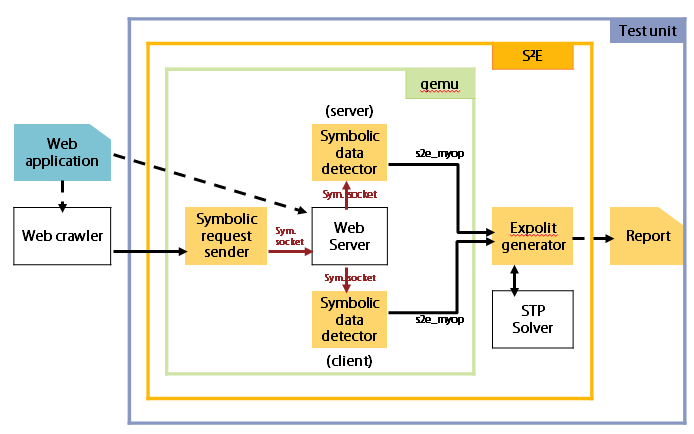 Test unit
S²E
qemu
(server)
Web
application
Symbolic
data
detector
s2e_myop
Sym. socket
Web crawler
Symbolic
request
sender
Sym.
socket
Web
Server
Expolit
generator
Report
Sym.socket
Symbolic
data
detector
s2e_myop
STP
Solver
(client)